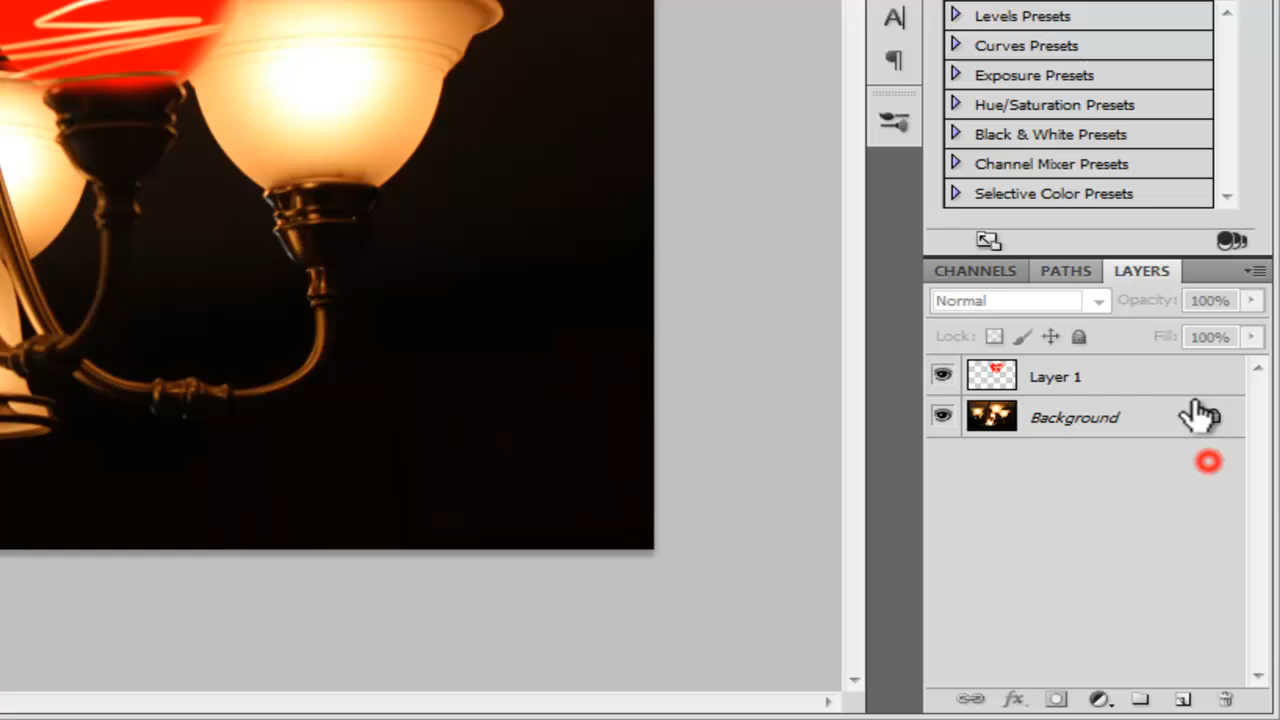 Levels Presets
Curves Presets
Exposure Presets
Hue/Saturation Presets
Black & White Presets
Channel Mixer Presets
Selective Color Presets
CHANNELS PATHS LAYERS
Normal Opacity: 100%
Lock: Fill: 100%
Layer 1
Background